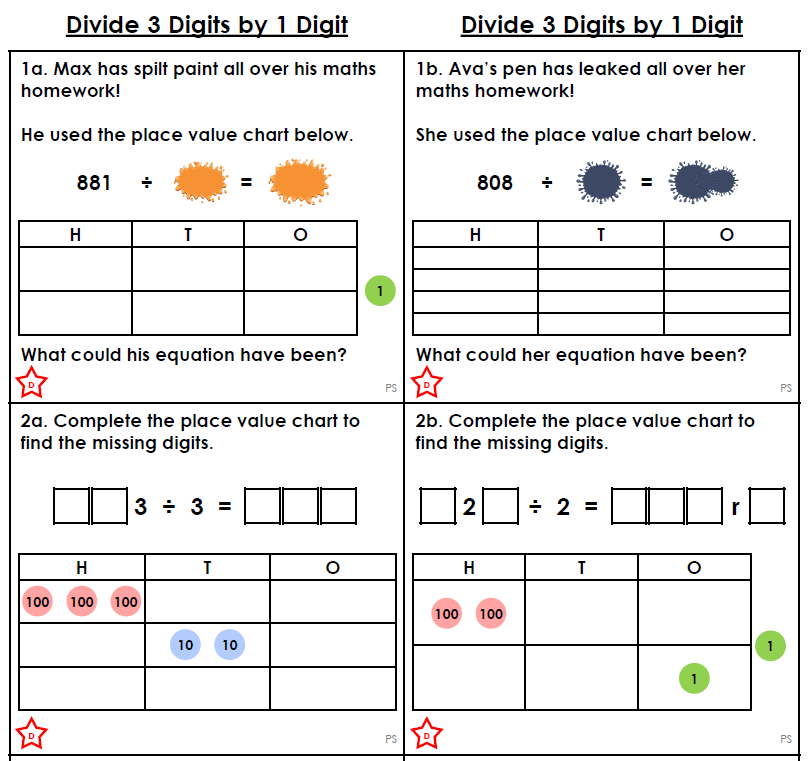 Divide 3 Digits by 1 Digit
1a. Max has spilt paint all over his maths
homework!
He used the place value chart below.
881 ÷ =
H T O
1
What could his equation have been?
D
PS
Divide 3 Digits by 1 Digit
1b. Ava’s pen has leaked all over her
maths homework!
She used the place value chart below.
808 ÷ =
H T O
What could her equation have been?
D
PS
2a. Complete the place value chart to
find the missing digits.
3 ÷ 3 =
H T O
100 100 100
10 10
D
PS
2b. Complete the place value chart to
find the missing digits.
2 ÷ 2 = r
H T O
100 100
1
1
D
PS